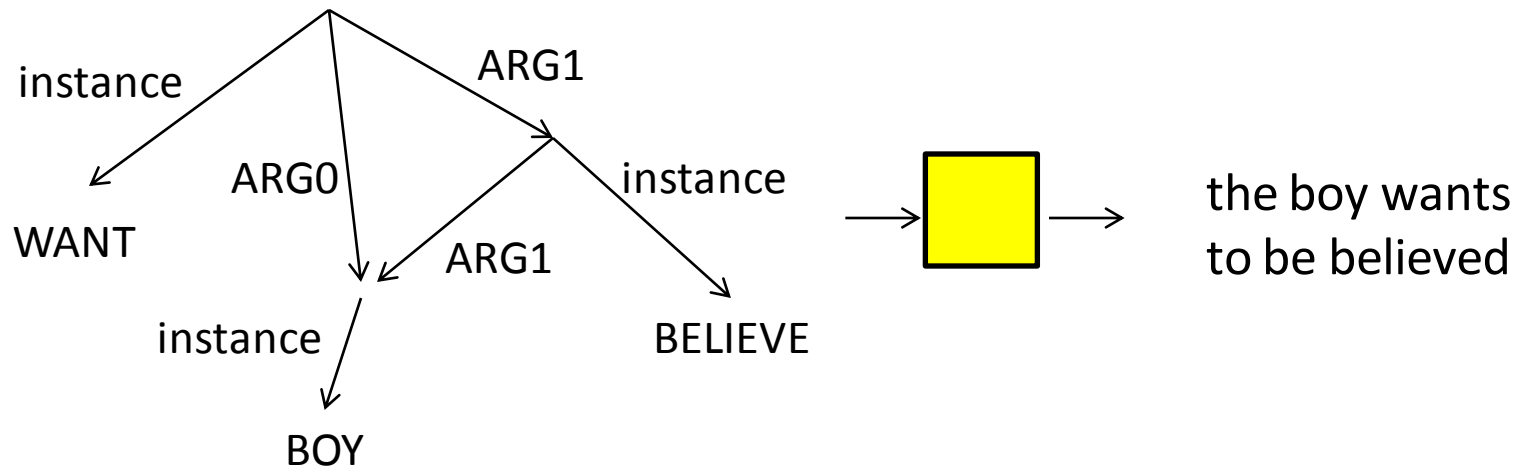 ARG1
instance
ARG0
instance
WANT
ARG1
instance
BELIEVE
BOY
the boy wants
to be believed